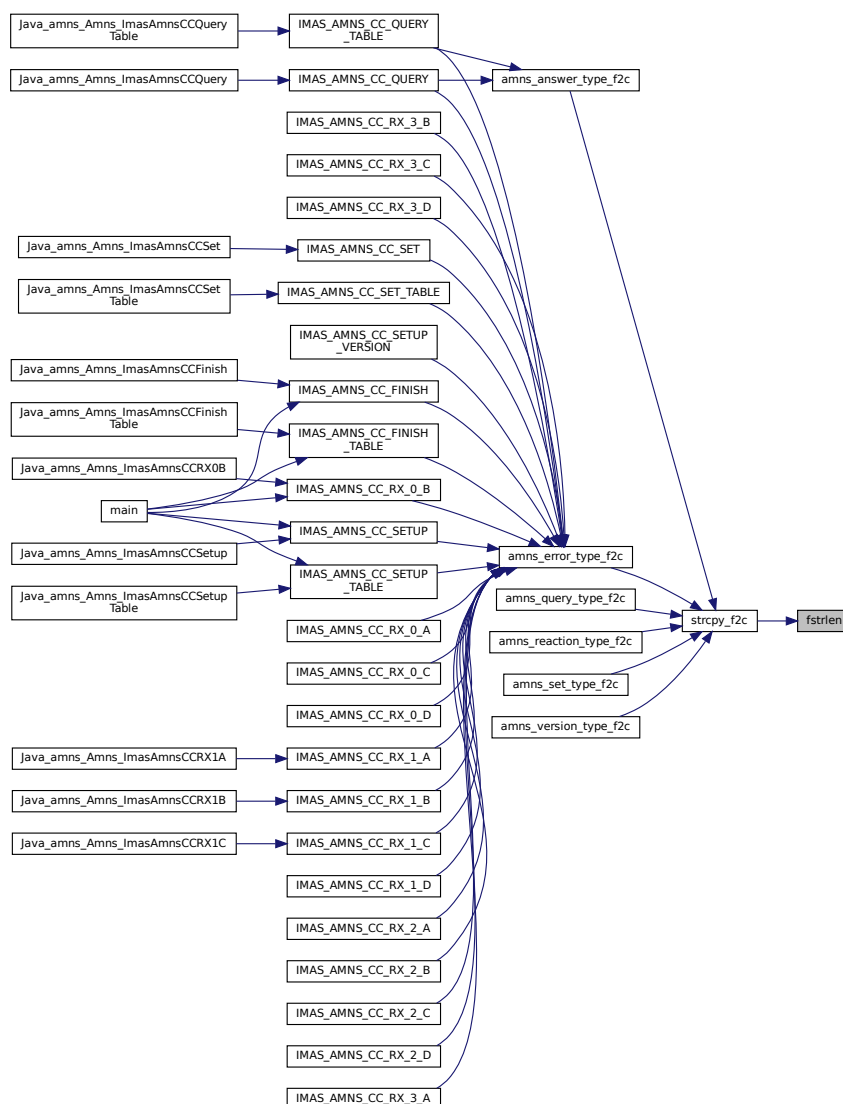 Java_amns_Amns_ImasAmnsCCQuery
Table
IMAS_AMNS_CC_QUERY
_TABLE
Java_amns_Amns_ImasAmnsCCQuery
IMAS_AMNS_CC_QUERY
amns_answer_type_f2c
IMAS_AMNS_CC_RX_3_B
IMAS_AMNS_CC_RX_3_C
IMAS_AMNS_CC_RX_3_D
Java_amns_Amns_ImasAmnsCCSet
IMAS_AMNS_CC_SET
Java_amns_Amns_ImasAmnsCCSet
Table
IMAS_AMNS_CC_SET_TABLE
IMAS_AMNS_CC_SETUP
_VERSION
Java_amns_Amns_ImasAmnsCCFinish
IMAS_AMNS_CC_FINISH
Java_amns_Amns_ImasAmnsCCFinish
Table
IMAS_AMNS_CC_FINISH
_TABLE
Java_amns_Amns_ImasAmnsCCRX0B
IMAS_AMNS_CC_RX_0_B
main
IMAS_AMNS_CC_SETUP
Java_amns_Amns_ImasAmnsCCSetup
amns_error_type_f2c
IMAS_AMNS_CC_SETUP
_TABLE
Java_amns_Amns_ImasAmnsCCSetup
Table
amns_query_type_f2c
strcpy_f2c
fstrlen
IMAS_AMNS_CC_RX_0_A
amns_reaction_type_f2c
IMAS_AMNS_CC_RX_0_C
amns_set_type_f2c
IMAS_AMNS_CC_RX_0_D
amns_version_type_f2c
Java_amns_Amns_ImasAmnsCCRX1A
IMAS_AMNS_CC_RX_1_A
Java_amns_Amns_ImasAmnsCCRX1B
IMAS_AMNS_CC_RX_1_B
Java_amns_Amns_ImasAmnsCCRX1C
IMAS_AMNS_CC_RX_1_C
IMAS_AMNS_CC_RX_1_D
IMAS_AMNS_CC_RX_2_A
IMAS_AMNS_CC_RX_2_B
IMAS_AMNS_CC_RX_2_C
IMAS_AMNS_CC_RX_2_D
IMAS_AMNS_CC_RX_3_A